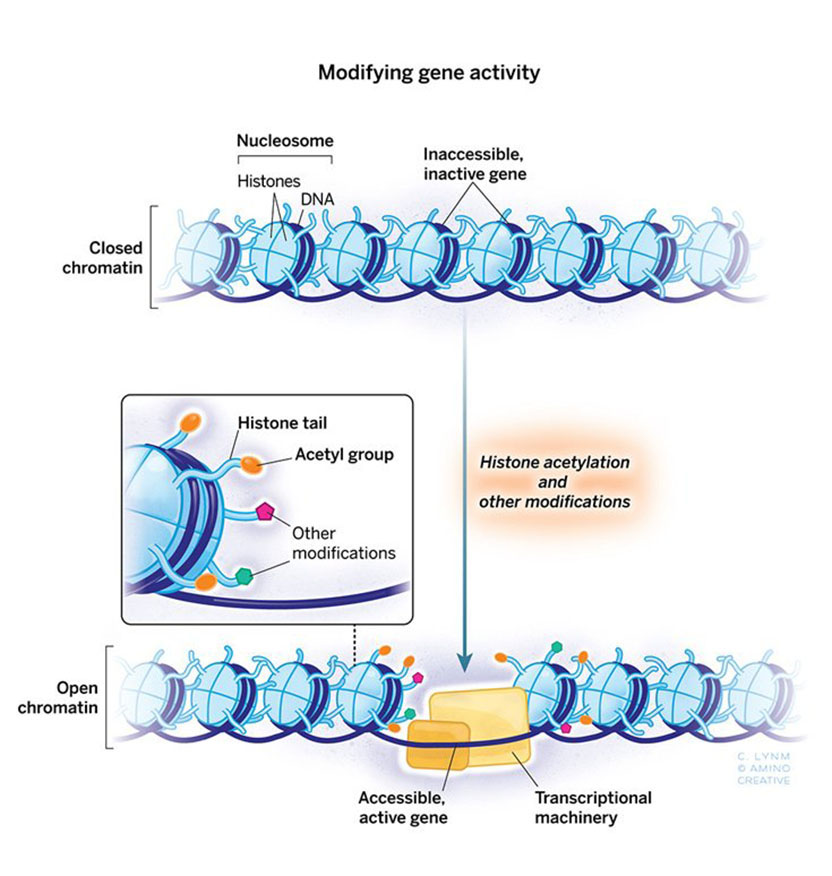 Modifying gene activity
Nucleosome
Histones
DNA
Inaccessible,
inactive gene
Closed
chromatin
Histone tail
Acetyl group
Other
modifications
Histone acetylation
and
other modifications
Open
chromatin
Accessible,
active gene
Transcriptional
machinery
C. LYNM
© AMINO
CREATIVE